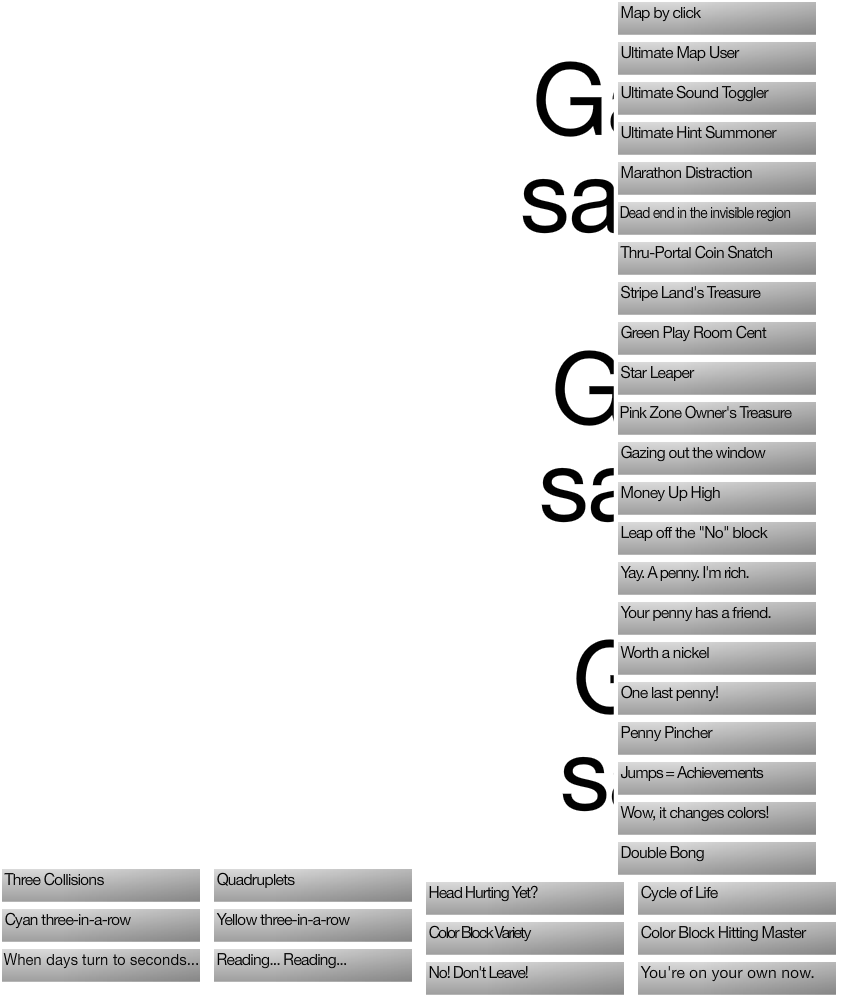 Map by click
Ultimate Map User
Ultimate Sound Toggler
Ultimate Hint Summoner
Marathon Distraction
Dead end in the invisible region
Thru-Portal Coin Snatch
Stripe Land's Treasure
Green Play Room Cent
Star Leaper
Pink Zone Owner's Treasure
Gazing out the window
Money Up High
Leap off the "No" block
Yay. A penny. I'm rich.
Your penny has a friend.
Worth a nickel
One last penny!
Penny Pincher
Jumps = Achievements
Wow, it changes colors!
Double Bong
Three Collisions
Quadruplets
Head Hurting Yet?
Cycle of Life
Cyan three-in-a-row
Yellow three-in-a-row
Color Block Variety
Color Block Hitting Master
When days turn to seconds...
Reading... Reading...
No! Don't Leave!
You're on your own now.